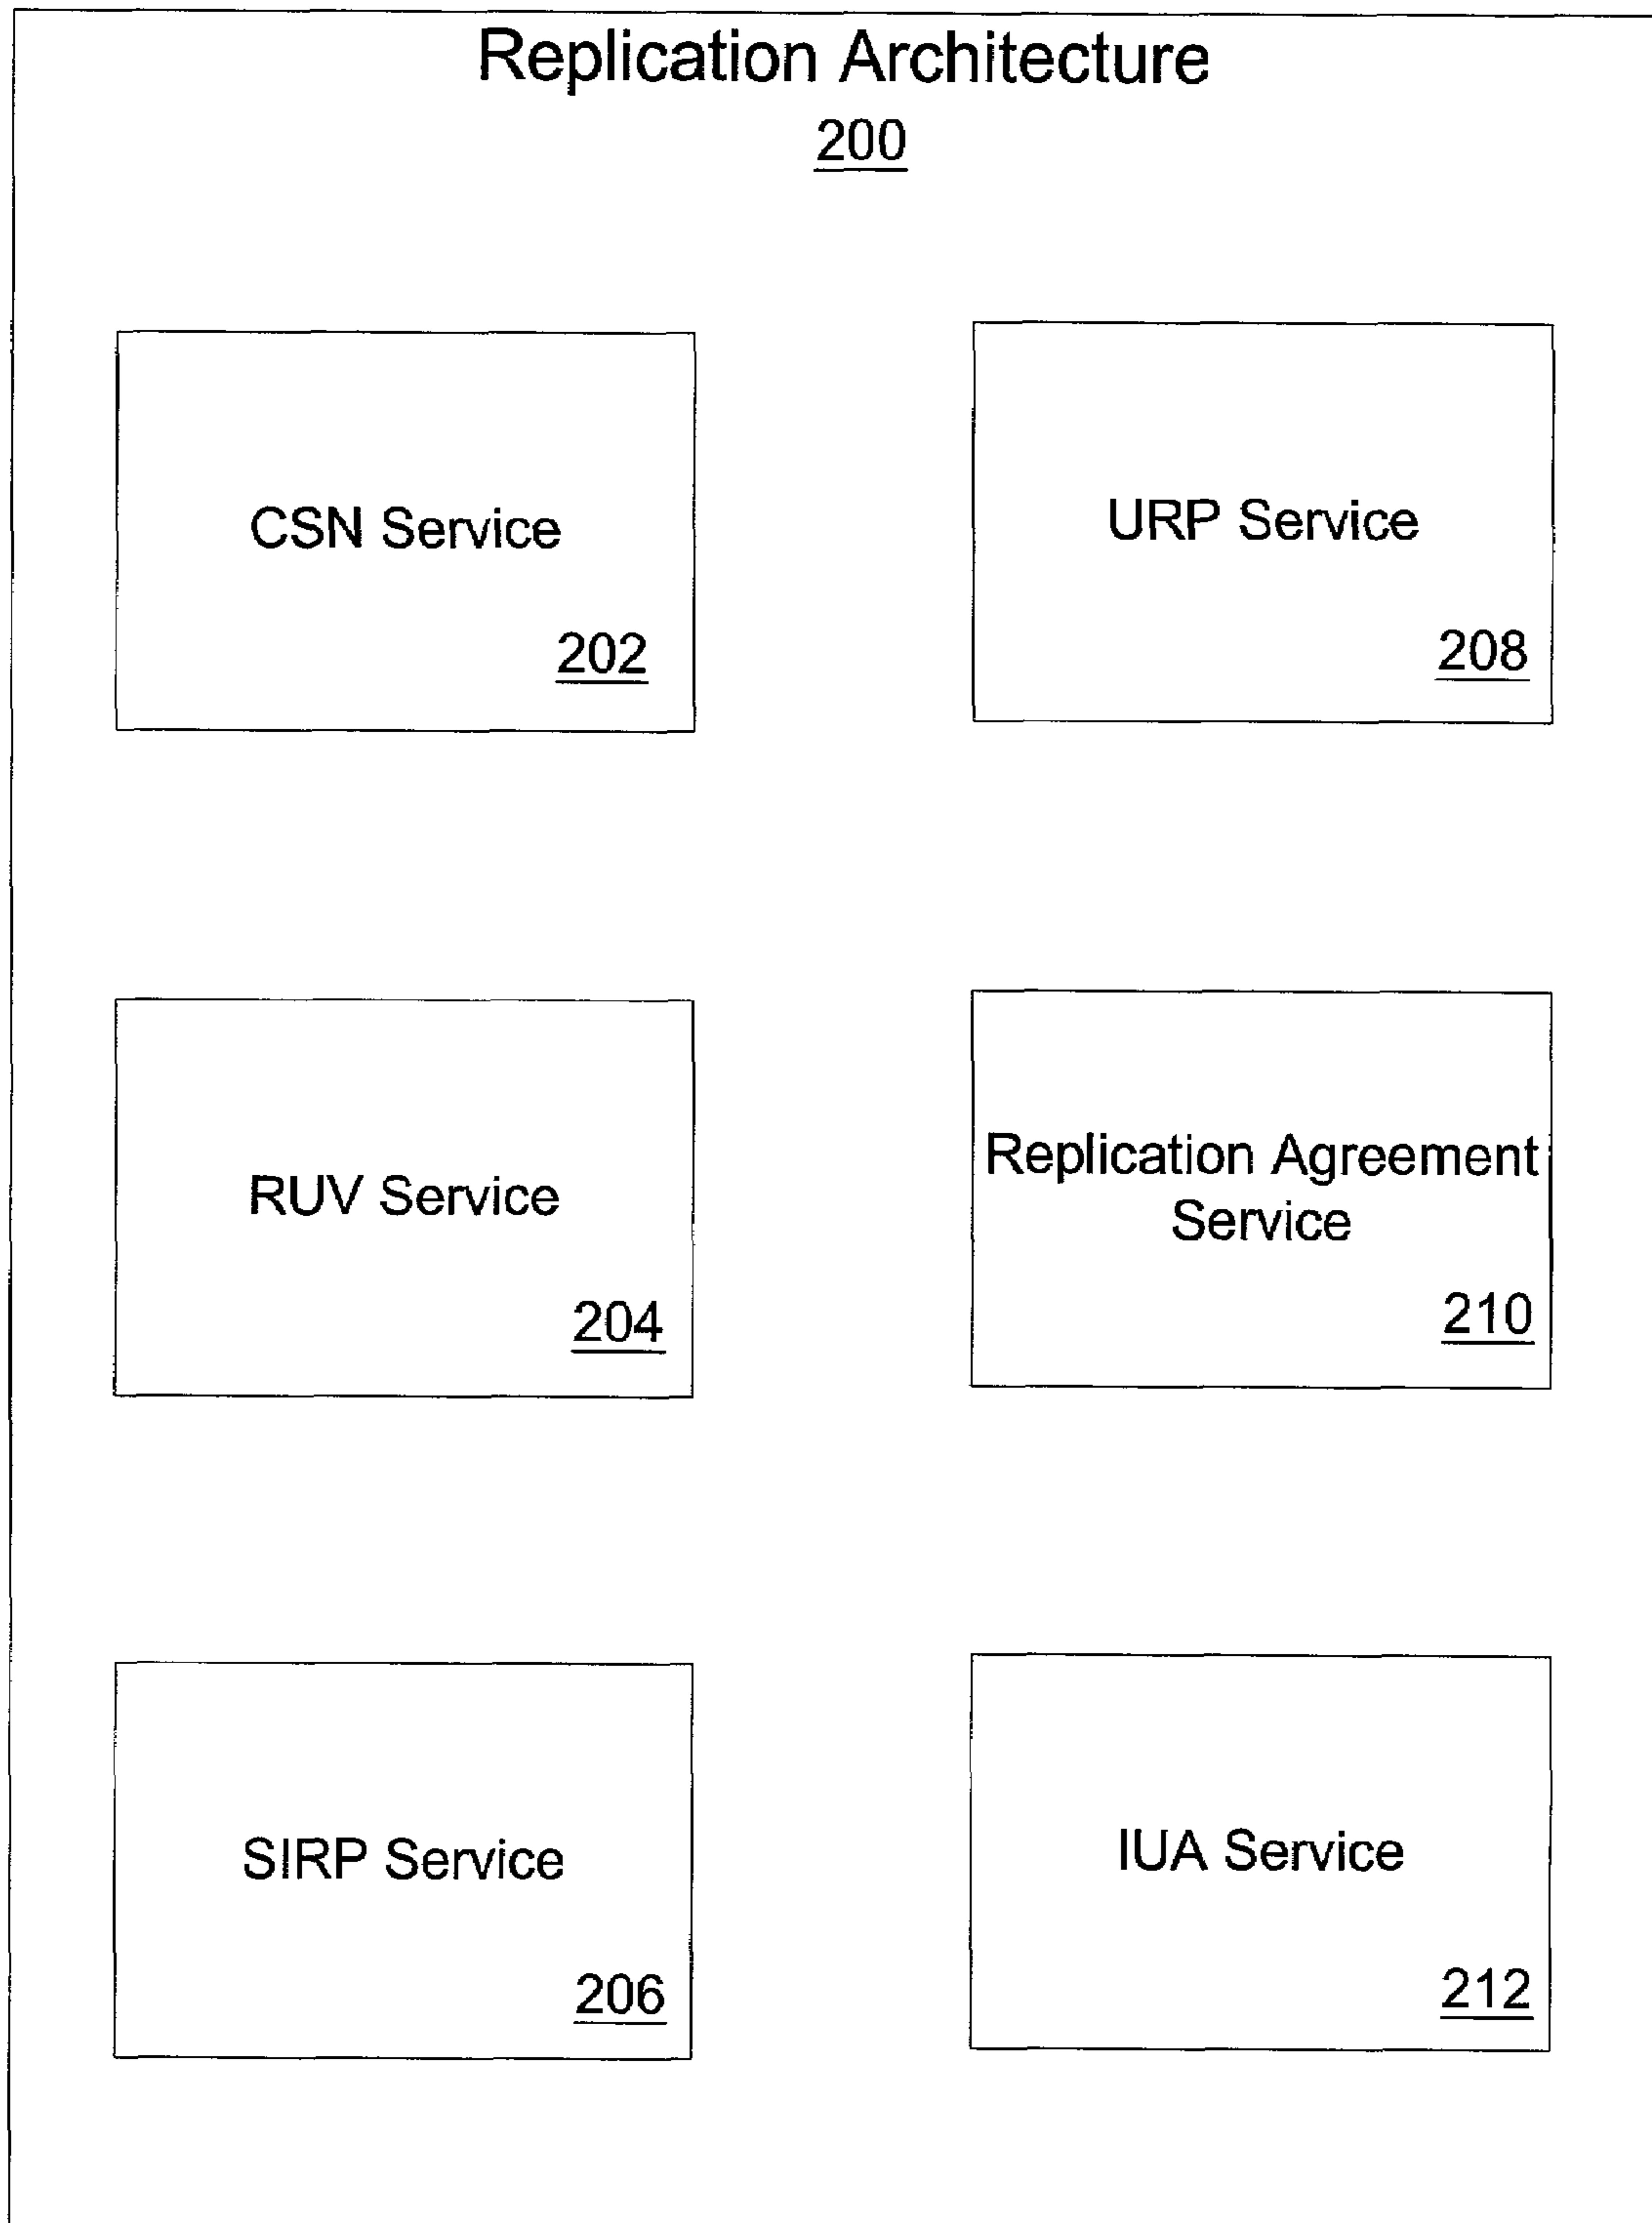 Replication Architecture
200
CSN Service
202
URP Service
208
RUV Service
204
Replication Agreement
Service
210
SIRP Service
206
IUA Service
212